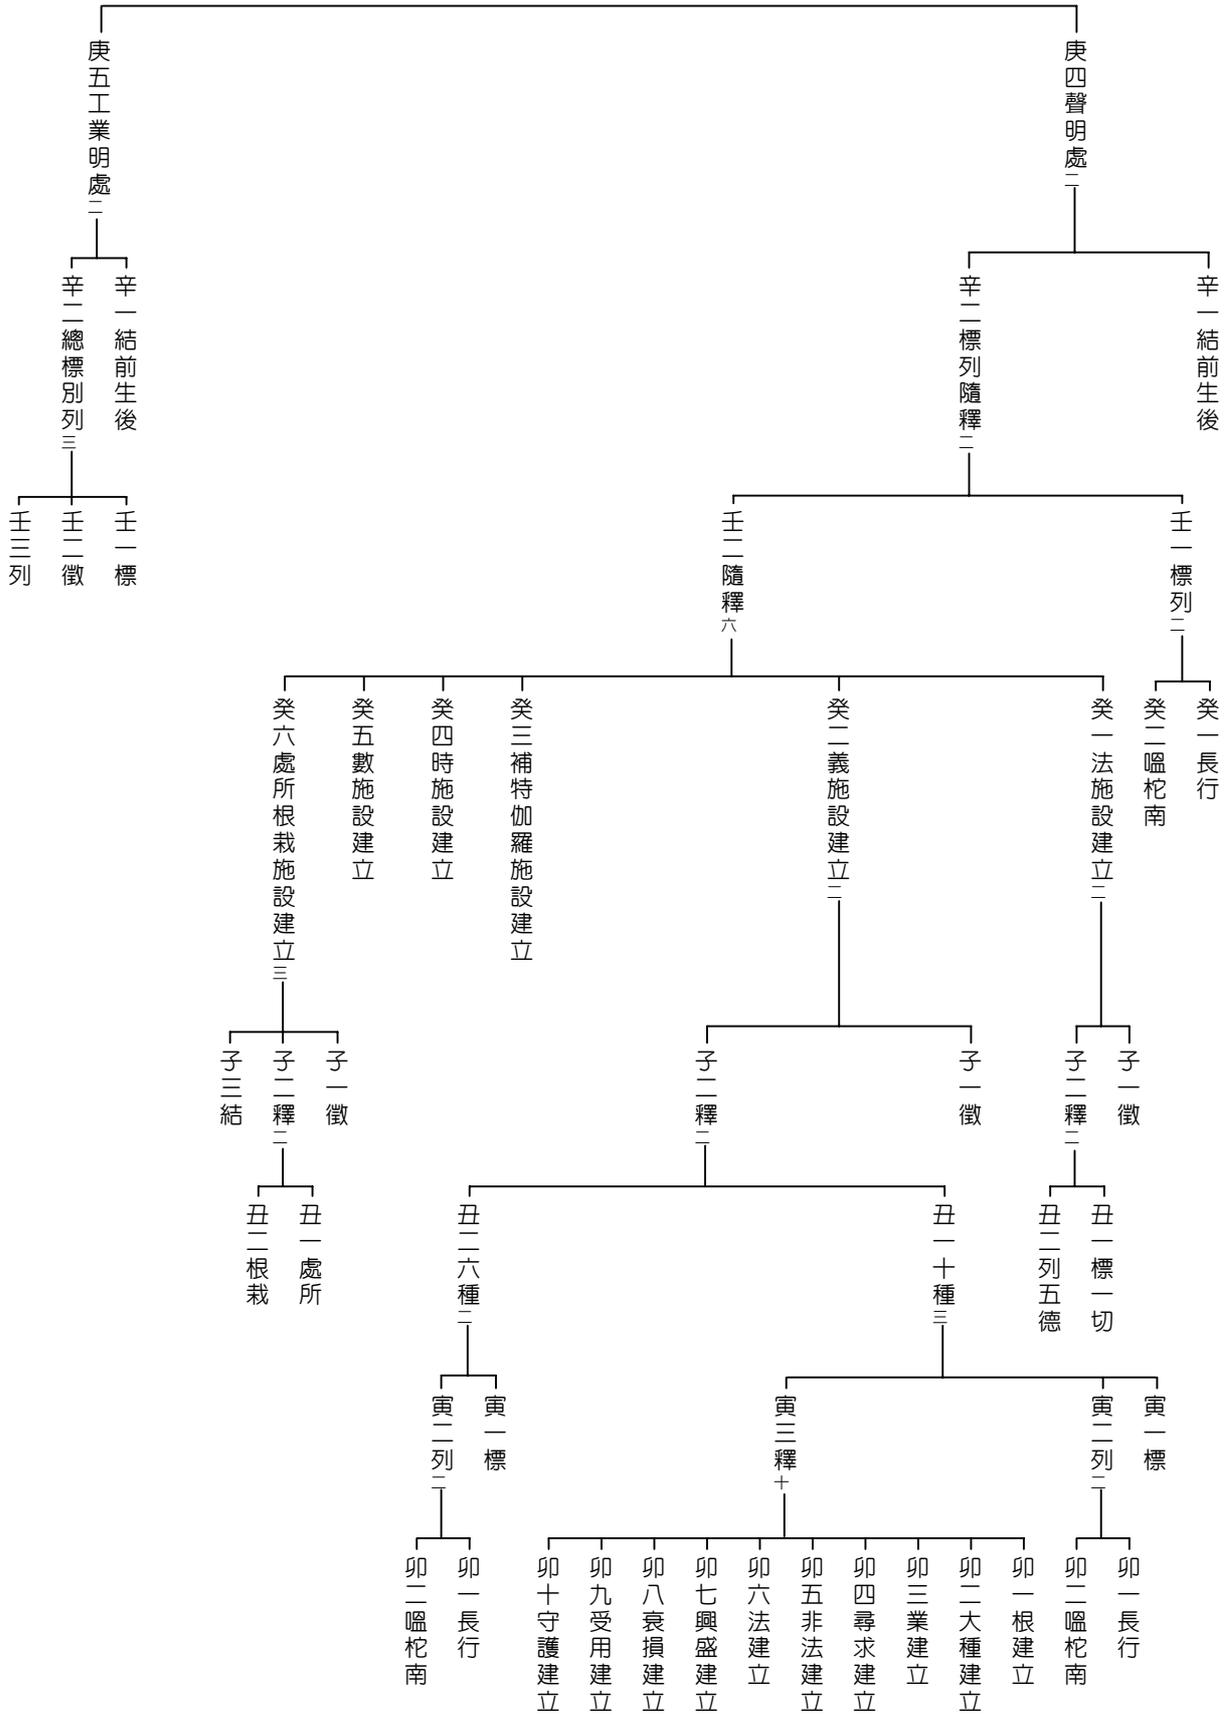 庚四聲明處二
庚五工業明處二
辛一結前生後
辛二標列隨釋二
辛一結前生後
辛二總標別列三
壬一標列二
壬二隨釋六
壬一標
壬二徵
壬三列
癸一長行
癸二嗢柁南
癸一法施設建立二
癸二義施設建立二
癸三補特伽羅施設建立
癸四時施設建立
癸五數施設建立
癸六處所根栽施設建立三
子一徵
子二釋二
子一徵
子二釋二
子一徵
子二釋二
子三結
丑一標一切
丑二列五德
丑一十種三
丑二六種二
丑一處所
丑二根栽
寅一標
寅二列二
寅三釋十
寅一標
寅二列二
卯一長行
卯二嗢柁南
卯一根建立
卯二大種建立
卯三業建立
卯四尋求建立
卯五非法建立
卯六法建立
卯七興盛建立
卯八衰損建立
卯九受用建立
卯十守護建立
卯一長行
卯二嗢柁南